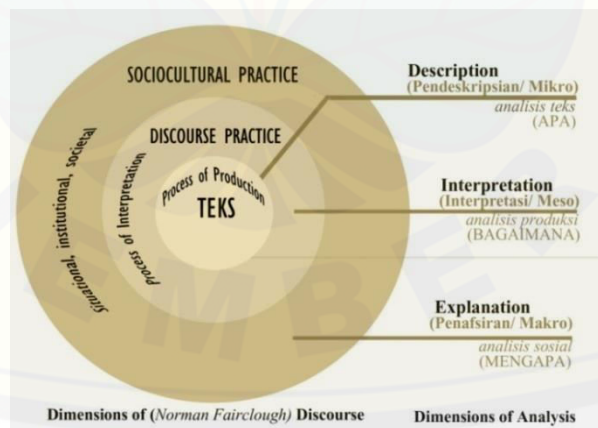 SOCIOCULTURAL PRACTICE
DISCOURSE PRACTICE
Process of Production
TEKS
Process of Interpretation
Situational, institutional, societal
Description
(Pendeskripsian/ Mikro)
analisis teks
(APA)
Interpretation
(Interpretasi/ Meso)
analisis produksi
(BAGAIMANA)
Explanation
(Penafsiran/ Makro)
analisis sosial
(MENGAPA)
Dimensions of (Norman Fairclough) Discourse
Dimensions of Analysis